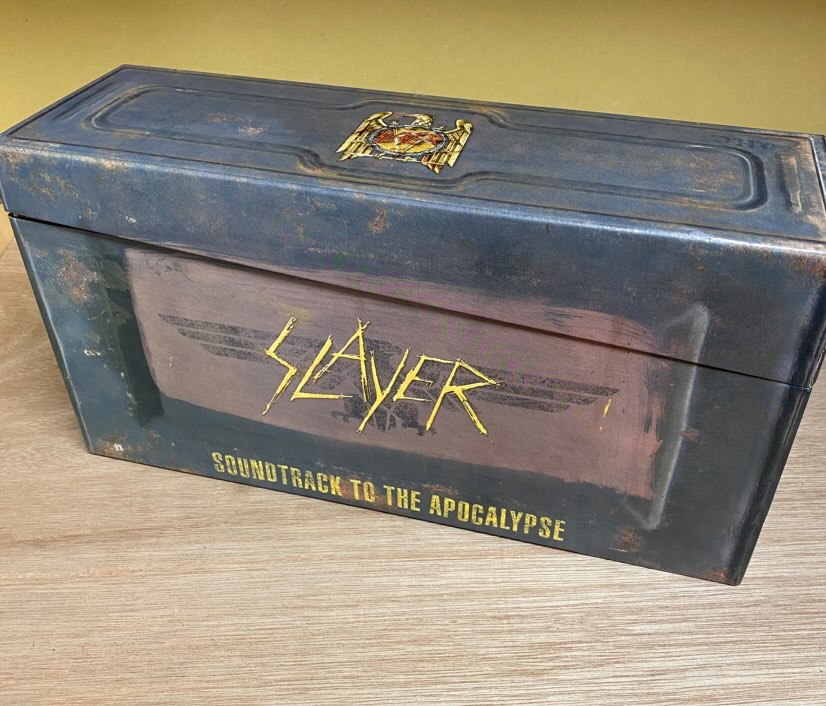 SLAYER
SOUNDTRACK TO THE APOCALYPSE